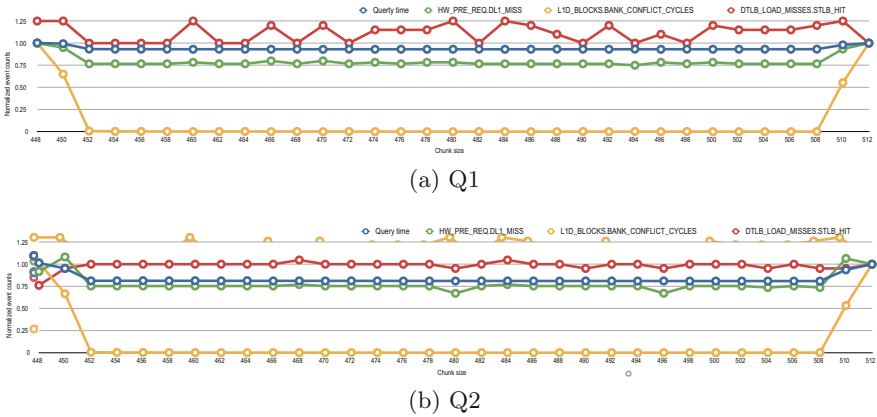 Querty time HW_PRE_REQ.DL1_MISS L1D_BLOCKS.BANK_CONFLICT_CYCLES DTLB_LOAD_MISSES.STLB_HIT
Normalized event counts
1.25
1.00
0.75
0.50
0.25
0
448 450 452 454 456 458 460 462 464 466 468 470 472 474 476 478 480 482 484 486 488 490 492 494 496 498 500 502 504 506 508 510 512
Chunk size
(a) Q1
Query time HW_PRE_REQ.DL1_MISS L1D_BLOCKS.BANK_CONFLICT_CYCLES DTLB_LOAD_MISSES.STLB_HIT
Normalized event counts
1.25
1.00
0.75
0.50
0.25
0
448 450 452 454 456 458 460 462 464 466 468 470 472 474 476 478 480 482 484 486 488 490 492 494 496 498 500 502 504 506 508 510 512
Chunk size
(b) Q2